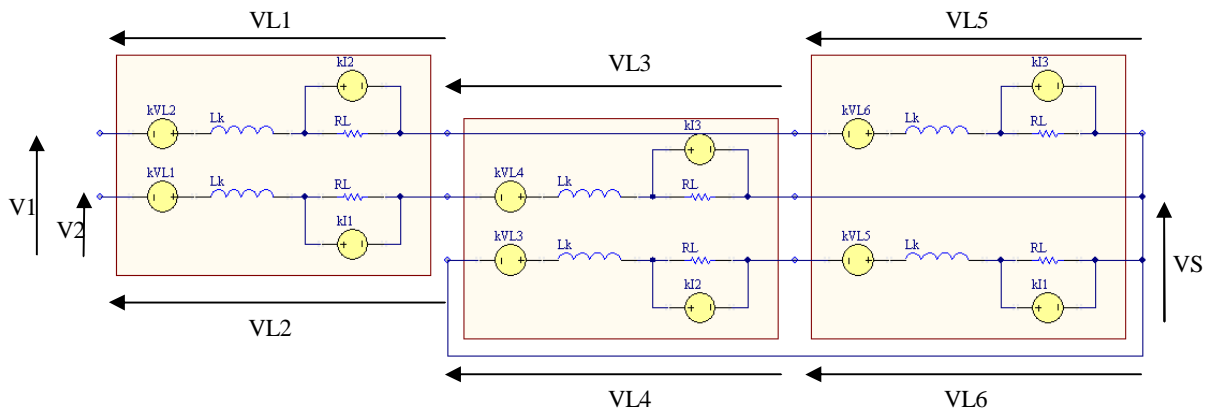 VL1
VL5
VL3
kI2
kI3
kVL2
Lk
RL
kVL6
Lk
RL
kI3
kVL1
Lk
RL
kVL4
Lk
RL
V1
V2
kI1
kVL3
Lk
RL
kVL5
Lk
RL
VS
kI2
kI1
VL2
VL4
VL6